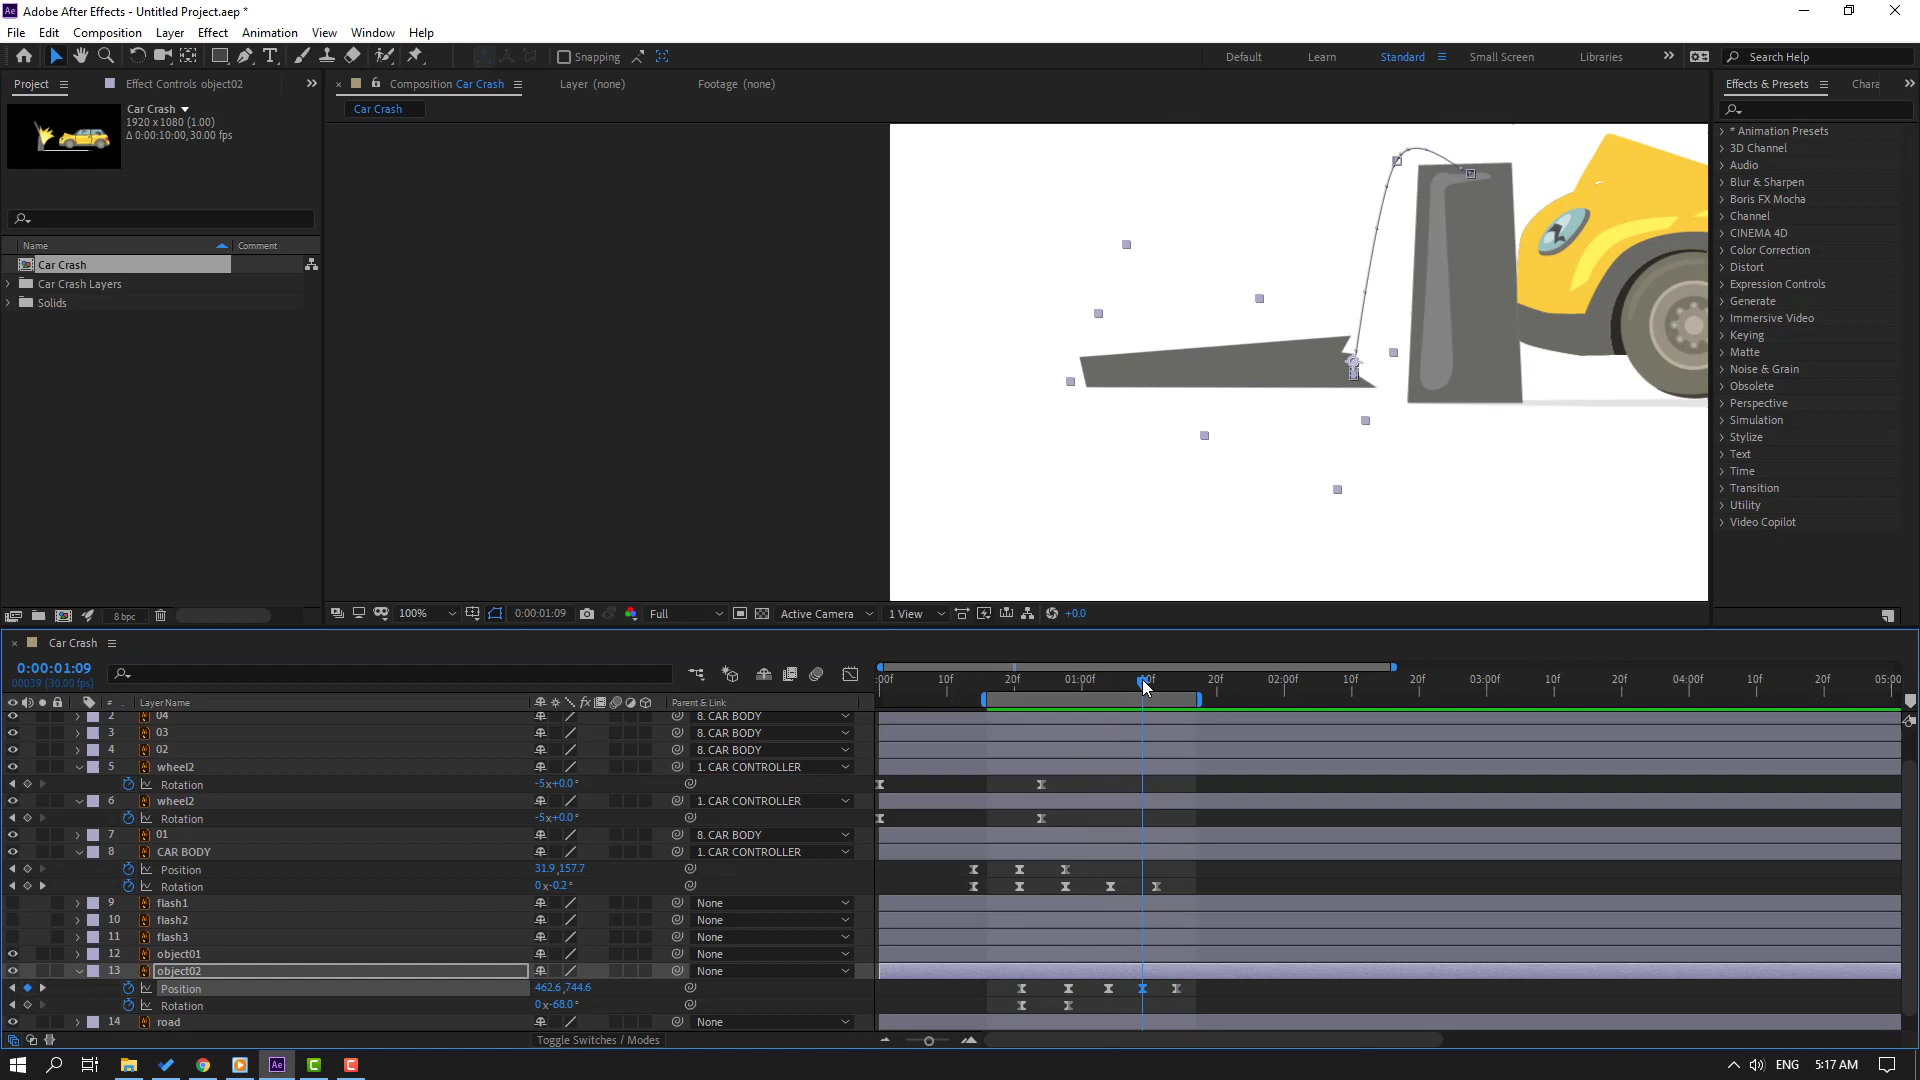 Adobe After Effects - Untitled Project.aep *
File Edit Composition Layer Effect Animation View Window Help
Snapping Default Learn Standard Small Screen Libraries Search Help
Project Effect Controls object02 Composition Car Crash Layer (none) Footage (none) Effects & Presets Chara
Car Crash
1920 x 1080 (1.00)
Δ 0:00:10:00, 30.00 fps
Car Crash
Name Comment
Car Crash
Car Crash Layers
Solids
* Animation Presets
3D Channel
Audio
Blur & Sharpen
Boris FX Mocha
Channel
CINEMA 4D
Color Correction
Distort
Expression Controls
Generate
Immersive Video
Keying
Matte
Noise & Grain
Obsolete
Perspective
Simulation
Stylize
Text
Time
Transition
Utility
Video Copilot
8 bpc 100% 0:00:01:09 Full Active Camera 1 View +0.0
Car Crash
0:00:01:09
00039 (30.00 fps)
:00f 10f 20f 01:00f 20f 02:00f 10f 20f 03:00f 10f 20f 04:00f 10f 20f 05:00
# Layer Name Parent & Link
2 04 8. CAR BODY
3 03 8. CAR BODY
4 02 8. CAR BODY
5 wheel2 1. CAR CONTROLLER
Rotation -5x+0.0°
6 wheel2 1. CAR CONTROLLER
Rotation -5x+0.0°
7 01 8. CAR BODY
8 CAR BODY 1. CAR CONTROLLER
Position 31.9,157.7
Rotation 0x-0.2°
9 flash1 None
10 flash2 None
11 flash3 None
12 object01 None
13 object02 None
Position 462.6,744.6
Rotation 0x-68.0°
14 road None
Toggle Switches / Modes
ENG 5:17 AM